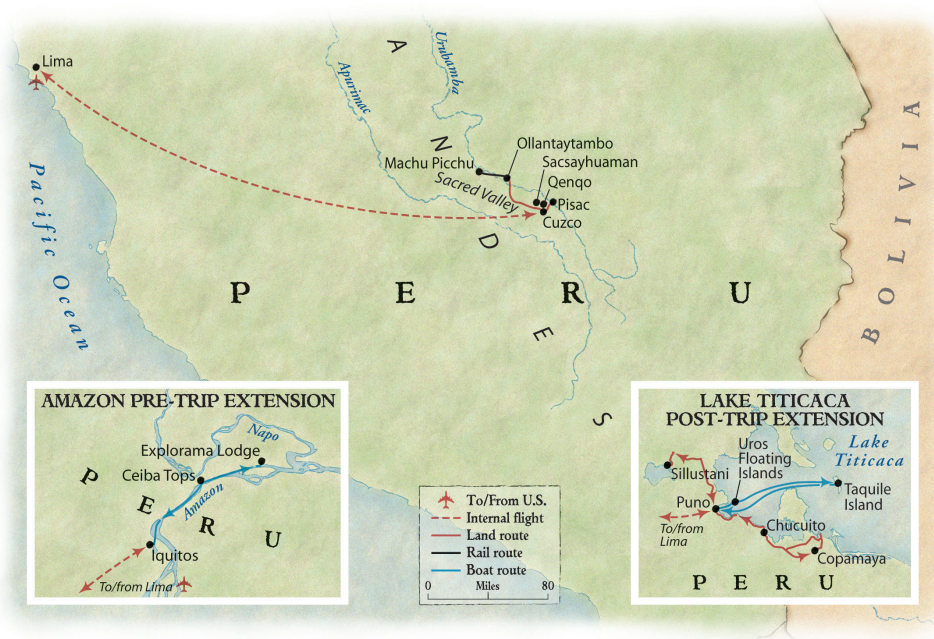 Lima
A
N
D
E
S
Urubamba
Apurimac
Ollantaytambo
Machu Picchu
Sacsayhuaman
Qenqo
Sacred Valley
Pisac
Cuzco
Pacific Ocean
PERU
BOLIVIA
AMAZON PRE-TRIP EXTENSION
Napo
Explorama Lodge
Ceiba Tops
Amazon
PERU
Iquitos
To/from Lima
To/From U.S.
Internal flight
Land route
Rail route
Boat route
0 Miles 80
LAKE TITICACA
POST-TRIP EXTENSION
Uros
Floating
Islands
Lake
Titicaca
Sillustani
Puno
Taquile
Island
To/from
Lima
Chucuito
Copamaya
PERU